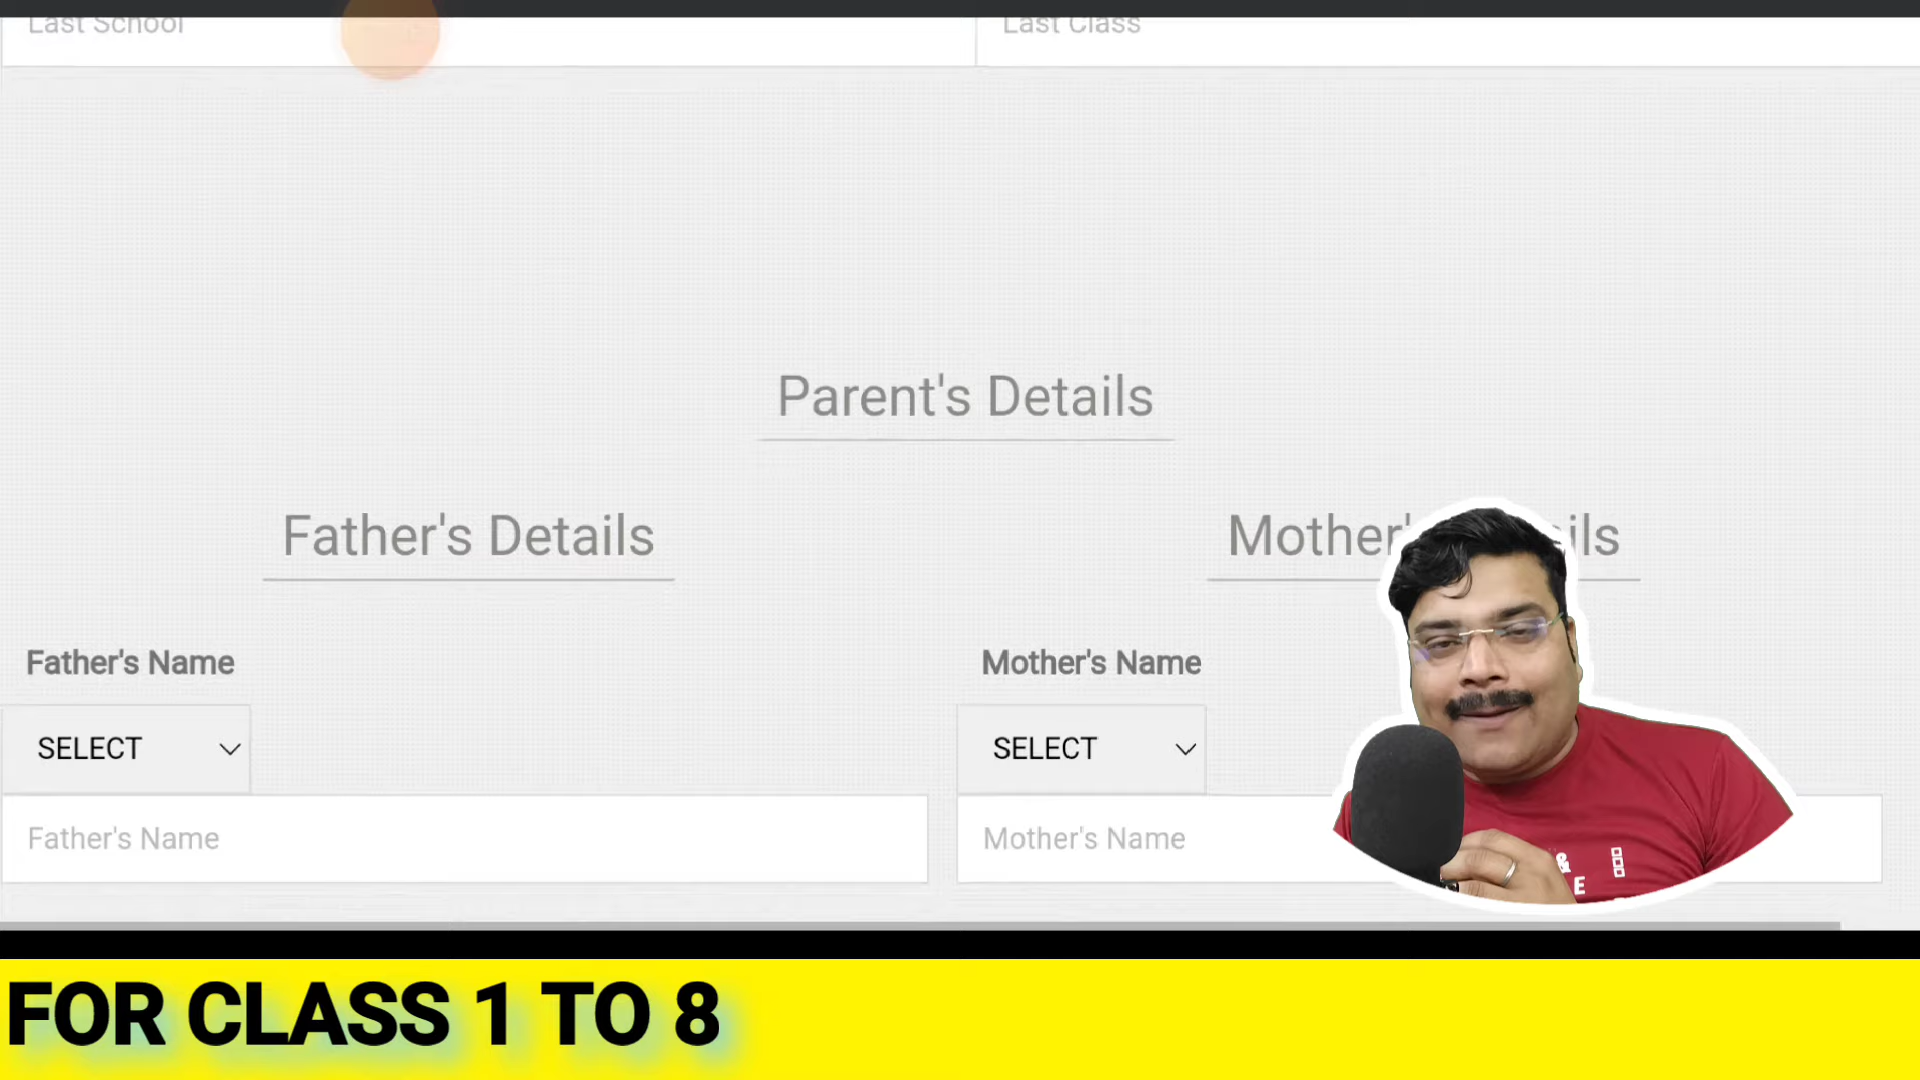 Last School
Last Class
Parent's Details
Father's Details
Father's Name
Mother's Name
SELECT
SELECT
Father's Name
Mother's Name
&
E
FOR CLASS 1 TO 8